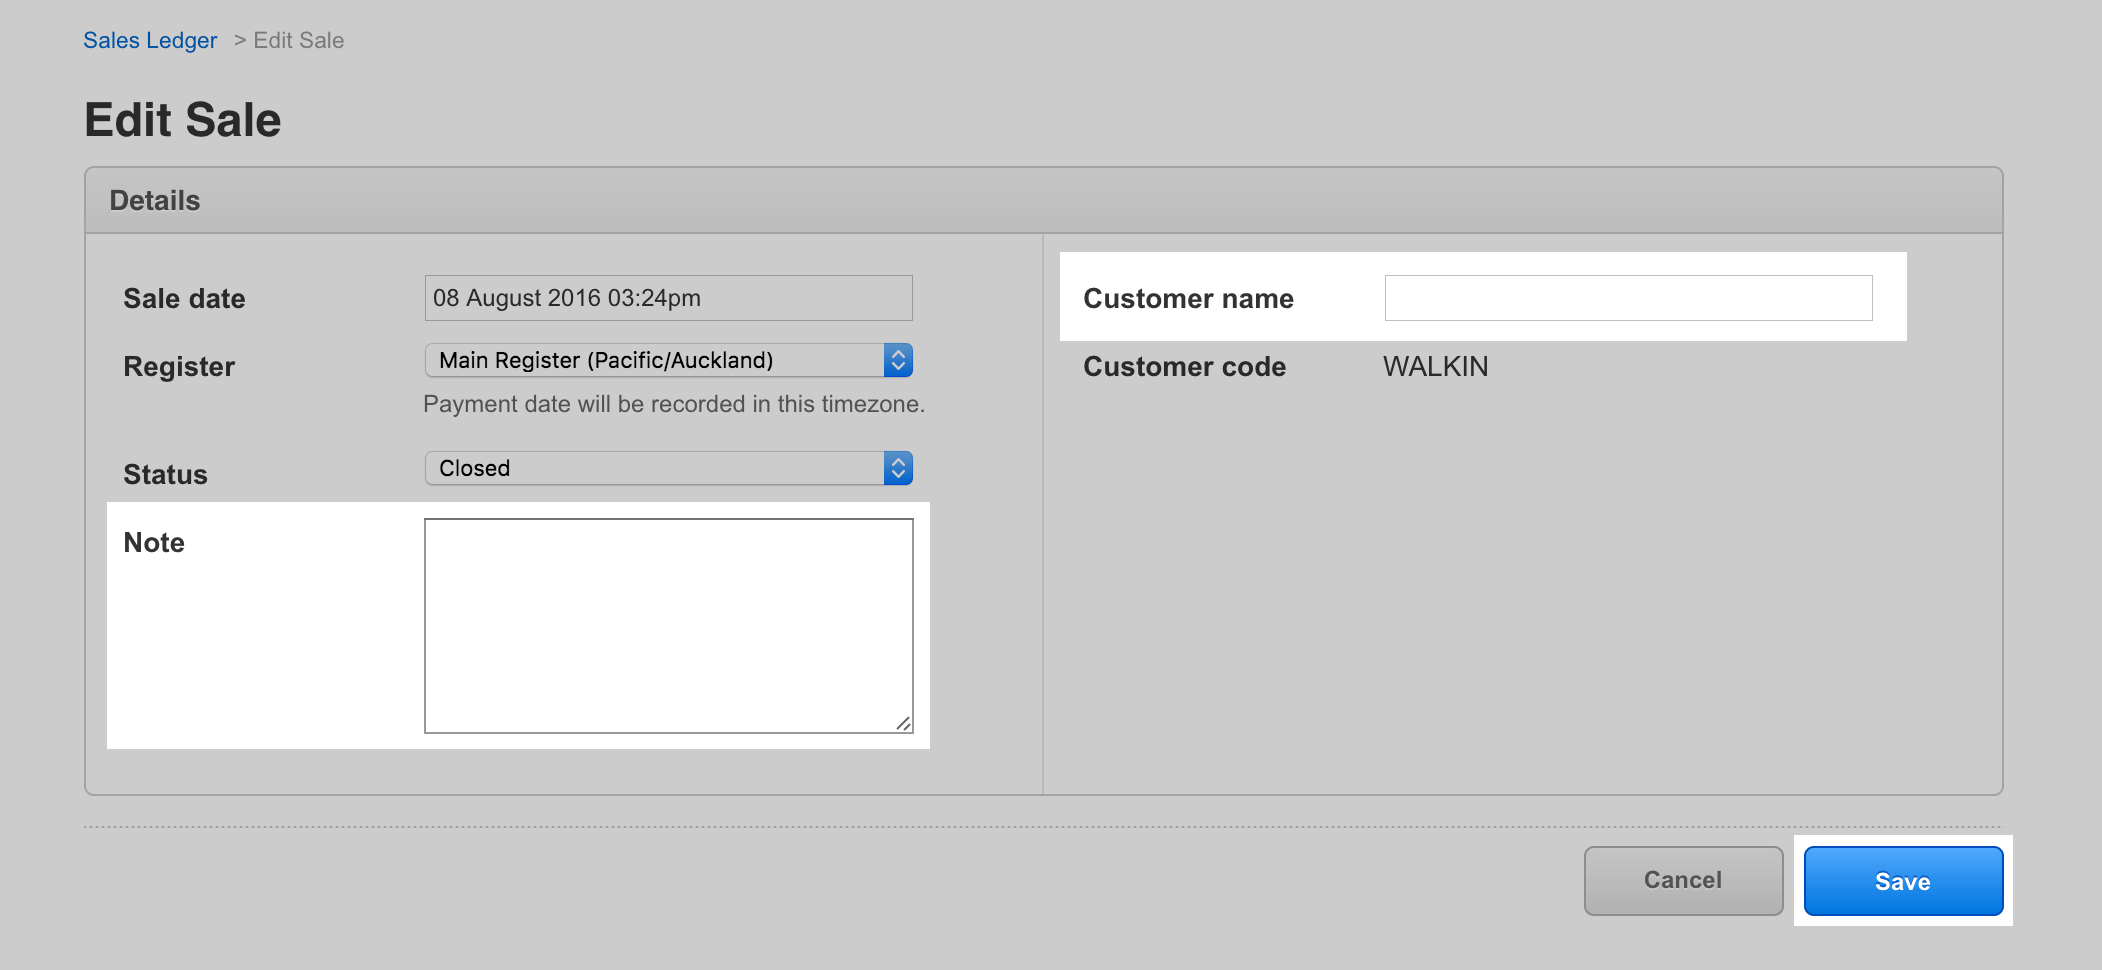 Sales Ledger > Edit Sale
Edit Sale
Details
Sale date 08 August 2016 03:24pm
Register Main Register (Pacific/Auckland)
Payment date will be recorded in this timezone.
Status Closed
Note
Customer name
Customer code WALKIN
Cancel Save